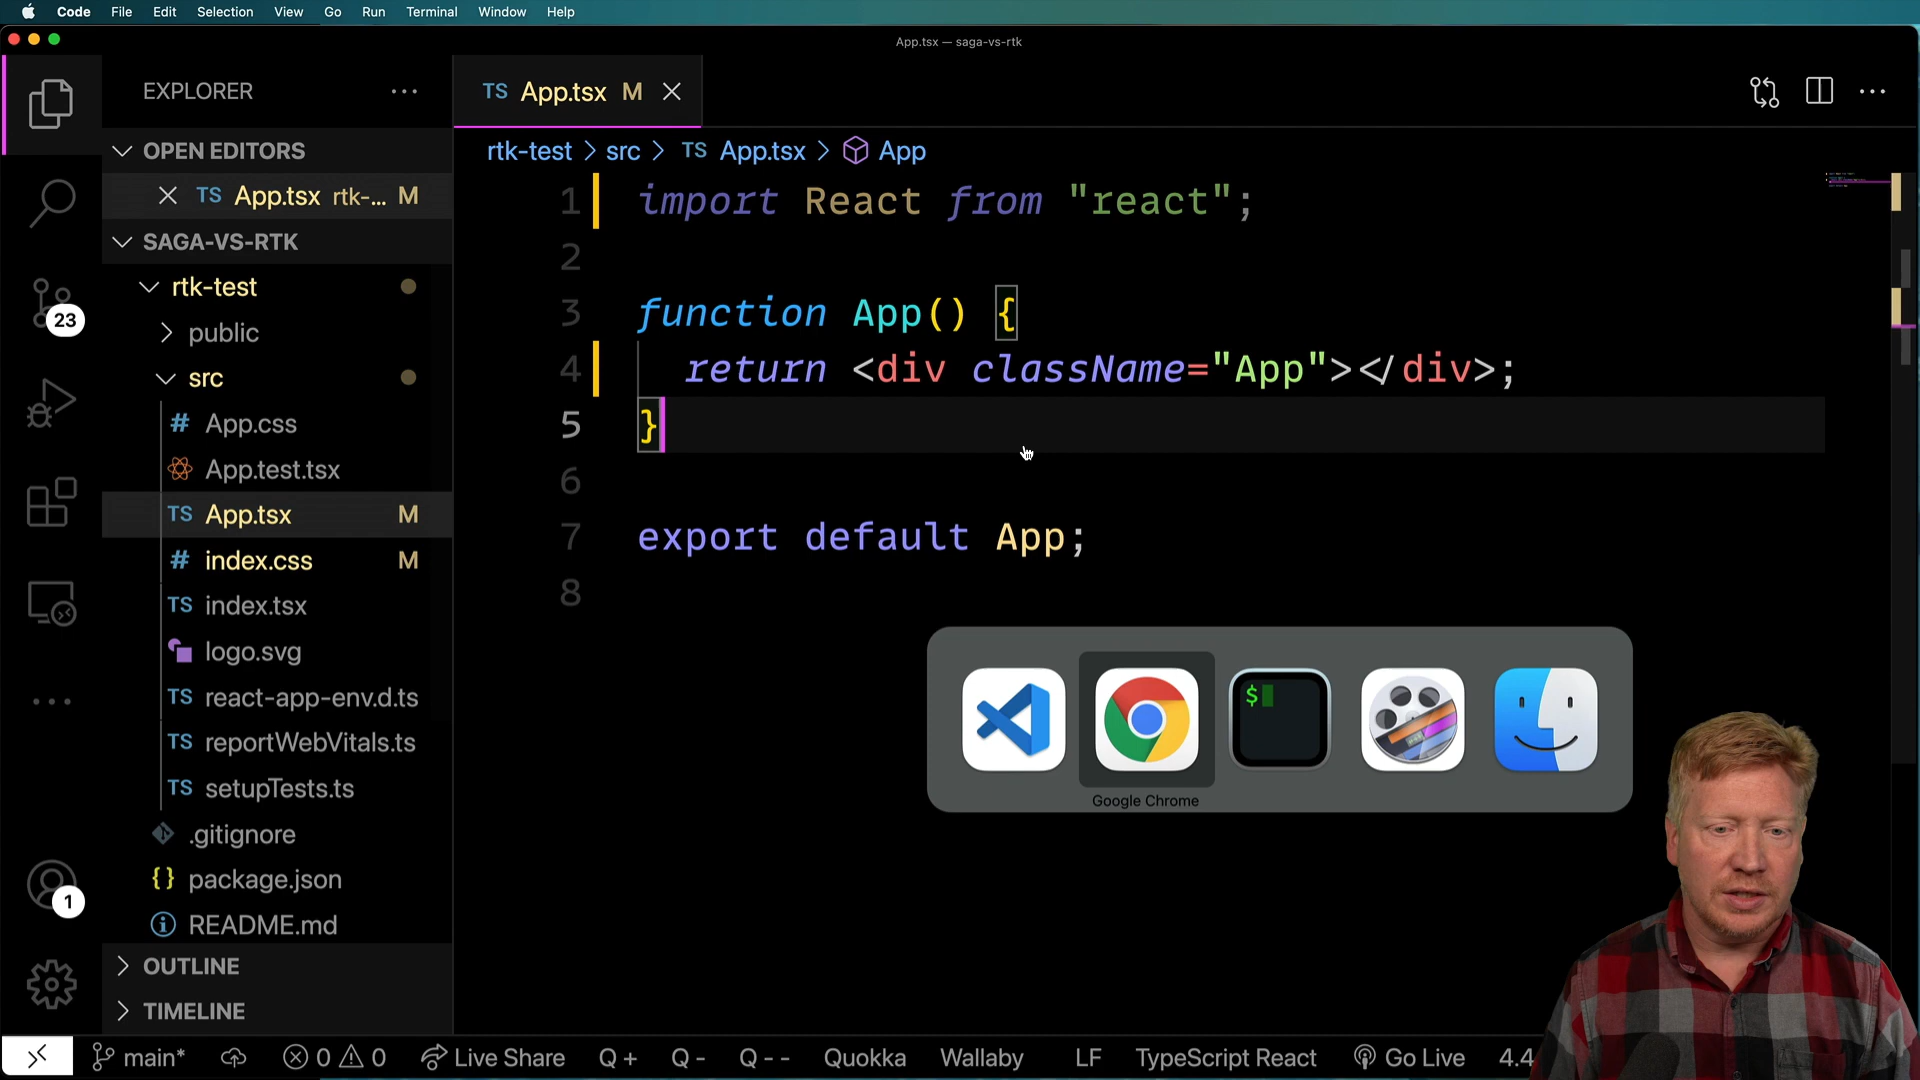 Code File Edit Selection View Go Run Terminal Window Help
App.tsx — saga-vs-rtk
EXPLORER
TS App.tsx M
OPEN EDITORS
TS App.tsx rtk-... M
SAGA-VS-RTK
rtk-test
public
src
# App.css
App.test.tsx
TS App.tsx M
# index.css M
TS index.tsx
logo.svg
TS react-app-env.d.ts
TS reportWebVitals.ts
TS setupTests.ts
.gitignore
{} package.json
README.md
OUTLINE
TIMELINE
23
1
rtk-test > src > TS App.tsx > App
1 import React from "react";
2
3 function App() {
4 return <div className="App"></div>;
5 }
6
7 export default App;
8
$
Google Chrome
main* 0 0 Live Share Q + Q - Q - - Quokka Wallaby LF TypeScript React Go Live 4.4